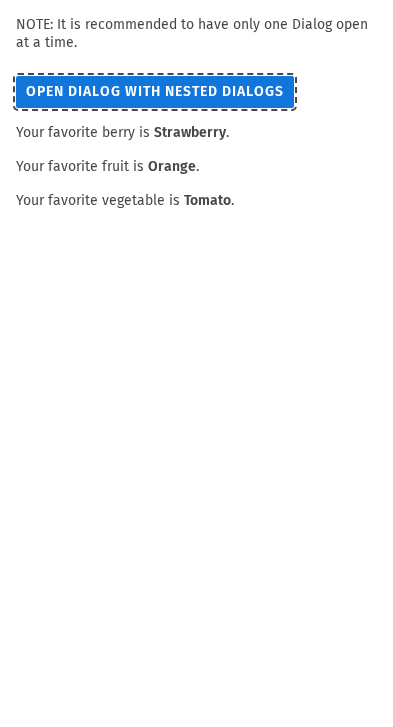 NOTE: It is recommended to have only one Dialog open
at a time.
OPEN DIALOG WITH NESTED DIALOGS
Your favorite berry is Strawberry.
Your favorite fruit is Orange.
Your favorite vegetable is Tomato.